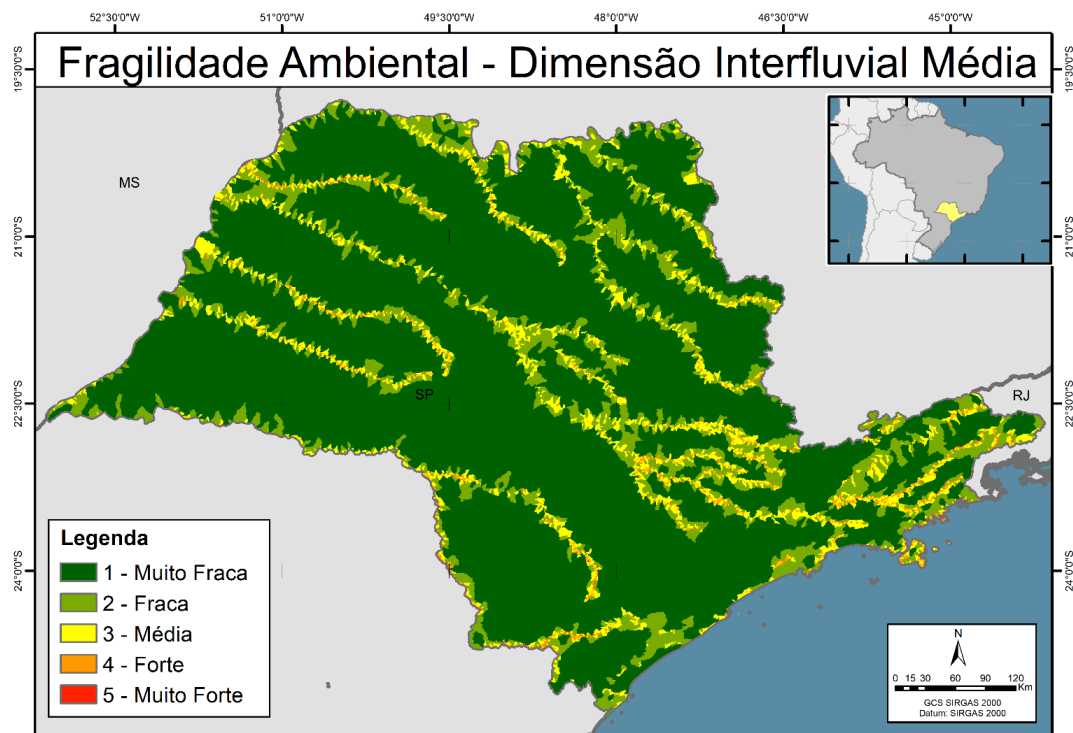 52°30'0"W 51°0'0"W 49°30'0"W 48°0'0"W 46°30'0"W 45°0'0"W
Fragilidade Ambiental - Dimensão Interfluvial Média
19°30'0"S 19°30'0"S
MS
21°0'0"S 21°0'0"S
SP
RJ
22°30'0"S 22°30'0"S
24°0'0"S 24°0'0"S
Legenda
1 - Muito Fraca
2 - Fraca
3 - Média
4 - Forte
5 - Muito Forte
N
0 15 30 60 90 120
Km
GCS SIRGAS 2000
Datum: SIRGAS 2000